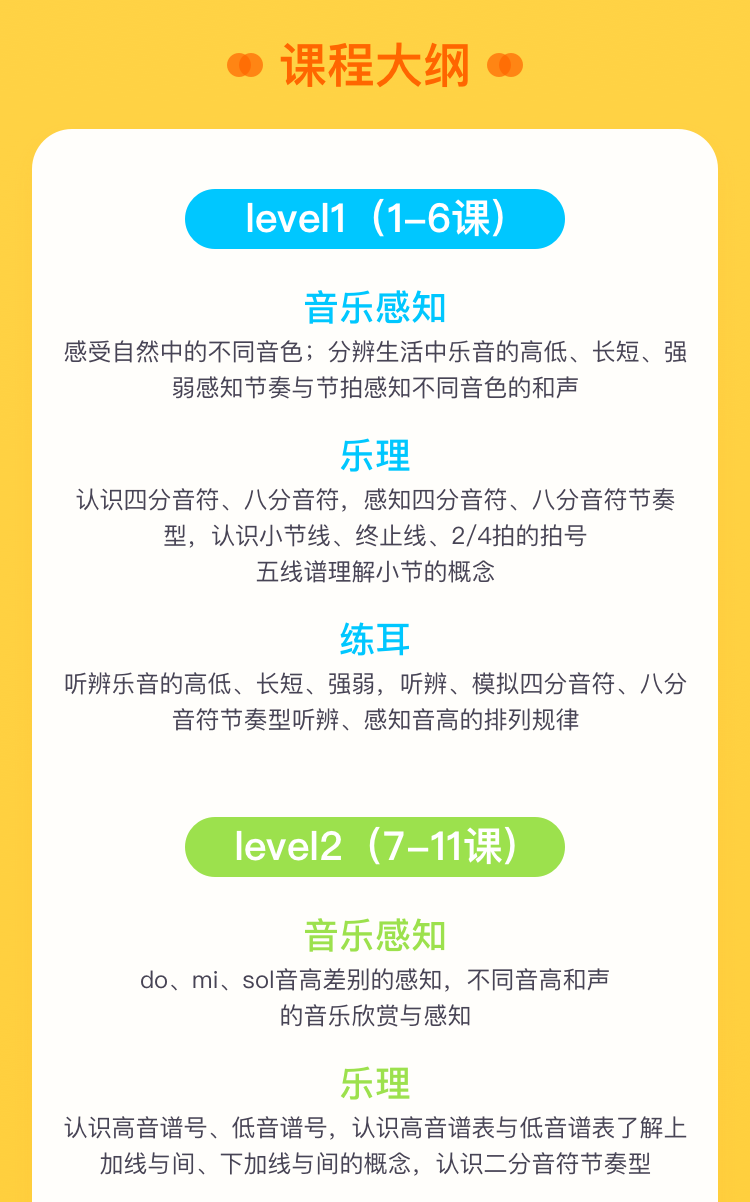 课程大纲
level1（1-6课）
音乐感知
感受自然中的不同音色；分辨生活中乐音的高低、长短、强
弱感知节奏与节拍感知不同音色的和声
乐理
认识四分音符、八分音符，感知四分音符、八分音符节奏
型，认识小节线、终止线、2/4拍的拍号
五线谱理解小节的概念
练耳
听辨乐音的高低、长短、强弱，听辨、模拟四分音符、八分
音符节奏型听辨、感知音高的排列规律
level2（7-11课）
音乐感知
do、mi、sol音高差别的感知，不同音高和声
的音乐欣赏与感知
乐理
认识高音谱号、低音谱号，认识高音谱表与低音谱表了解上
加线与间、下加线与间的概念，认识二分音符节奏型